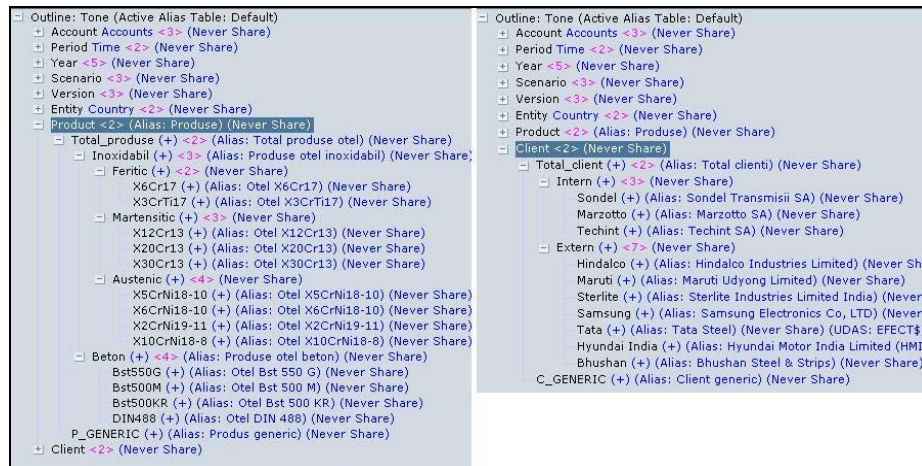 Outline: Tone (Active Alias Table: Default)
Account Accounts <3> (Never Share)
Period Time <2> (Never Share)
Year <5> (Never Share)
Scenario <3> (Never Share)
Version <3> (Never Share)
Entity Country <2> (Never Share)
Product <2> (Alias: Produse) (Never Share)
Total_produse (+) <2> (Alias: Total produse otel) (Never Share)
Inoxidabil (+) <3> (Alias: Produse otel inoxidabil) (Never Share)
Feritic (+) <2> (Never Share)
X6Cr17 (+) (Alias: Otel X6Cr17) (Never Share)
X3CrTi17 (+) (Alias: Otel X3CrTi17) (Never Share)
Martensitic (+) <3> (Never Share)
X12Cr13 (+) (Alias: Otel X12Cr13) (Never Share)
X20Cr13 (+) (Alias: Otel X20Cr13) (Never Share)
X30Cr13 (+) (Alias: Otel X30Cr13) (Never Share)
Austenic (+) <4> (Never Share)
X5CrNi18-10 (+) (Alias: Otel X5CrNi18-10) (Never Share)
X6CrNi18-10 (+) (Alias: Otel X6CrNi18-10) (Never Share)
X2CrNi19-11 (+) (Alias: Otel X2CrNi19-11) (Never Share)
X10CrNi18-8 (+) (Alias: Otel X10CrNi18-8) (Never Share)
Beton (+) <4> (Alias: Produse otel beton) (Never Share)
Bst550G (+) (Alias: Otel Bst 550 G) (Never Share)
Bst500M (+) (Alias: Otel Bst 500 M) (Never Share)
Bst500KR (+) (Alias: Otel Bst 500 KR) (Never Share)
DIN488 (+) (Alias: Otel DIN 488) (Never Share)
P_GENERIC (+) (Alias: Produs generic) (Never Share)
Client <2> (Never Share)
Outline: Tone (Active Alias Table: Default)
Account Accounts <3> (Never Share)
Period Time <2> (Never Share)
Year <5> (Never Share)
Scenario <3> (Never Share)
Version <3> (Never Share)
Entity Country <2> (Never Share)
Product <2> (Alias: Produse) (Never Share)
Client <2> (Never Share)
Total_client (+) <2> (Alias: Total clienti) (Never Share)
Intern (+) <3> (Never Share)
Sondel (+) (Alias: Sondel Transmisii SA) (Never Share)
Marzotto (+) (Alias: Marzotto SA) (Never Share)
Techint (+) (Alias: Techint SA) (Never Share)
Extern (+) <7> (Never Share)
Hindalco (+) (Alias: Hindalco Industries Limited) (Never Sh
Maruti (+) (Alias: Maruti Udyong Limited) (Never Share)
Sterlite (+) (Alias: Sterlite Industries Limited India) (Never
Samsung (+) (Alias: Samsung Electronics Co, LTD) (Never
Tata (+) (Alias: Tata Steel) (Never Share) (UDAS: EFECT$
Hyundai India (+) (Alias: Hyundai Motor India Limited (HMI
Bhushan (+) (Alias: Bhushan Steel & Strips) (Never Share)
C_GENERIC (+) (Alias: Client generic) (Never Share)